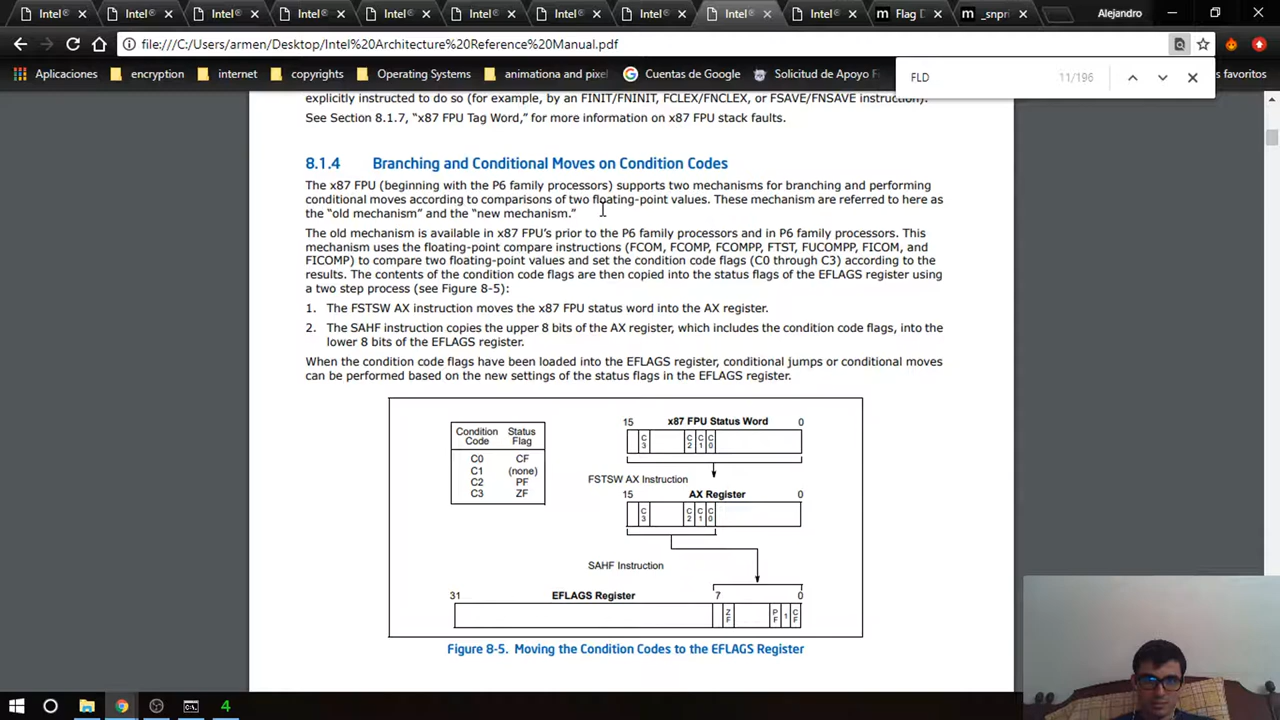 Intel®
Intel®
Intel®
Intel®
Intel®
Intel®
Intel®
Intel®
Intel®
Intel®
Flag D
_snpri
Alejandro
file:///C:/Users/armen/Desktop/Intel%20Architecture%20Reference%20Manual.pdf
Aplicaciones encryption internet copyrights Operating Systems animationa and pixel Cuentas de Google Solicitud de Apoyo F s favoritos
FLD 11/196
explicitly instructed to do so (for example, by an FINIT/FNINIT, FCLEX/FNCLEX, or FSAVE/FNSAVE instruction).
See Section 8.1.7, “x87 FPU Tag Word,” for more information on x87 FPU stack faults.
8.1.4 Branching and Conditional Moves on Condition Codes
The x87 FPU (beginning with the P6 family processors) supports two mechanisms for branching and performing
conditional moves according to comparisons of two floating-point values. These mechanism are referred to here as
the “old mechanism” and the “new mechanism.”
The old mechanism is available in x87 FPU’s prior to the P6 family processors and in P6 family processors. This
mechanism uses the floating-point compare instructions (FCOM, FCOMP, FCOMPP, FTST, FUCOMPP, FICOM, and
FICOMP) to compare two floating-point values and set the condition code flags (C0 through C3) according to the
results. The contents of the condition code flags are then copied into the status flags of the EFLAGS register using
a two step process (see Figure 8-5):
1. The FSTSW AX instruction moves the x87 FPU status word into the AX register.
2. The SAHF instruction copies the upper 8 bits of the AX register, which includes the condition code flags, into the
lower 8 bits of the EFLAGS register.
When the condition code flags have been loaded into the EFLAGS register, conditional jumps or conditional moves
can be performed based on the new settings of the status flags in the EFLAGS register.
Condition Status
Code Flag
C0 CF
C1 (none)
C2 PF
C3 ZF
15 x87 FPU Status Word 0
C3 C2 C1 C0
FSTSW AX Instruction
15 AX Register 0
C3 C2 C1 C0
SAHF Instruction
31 EFLAGS Register 7 0
ZF PF 1 CF
Figure 8-5. Moving the Condition Codes to the EFLAGS Register
4